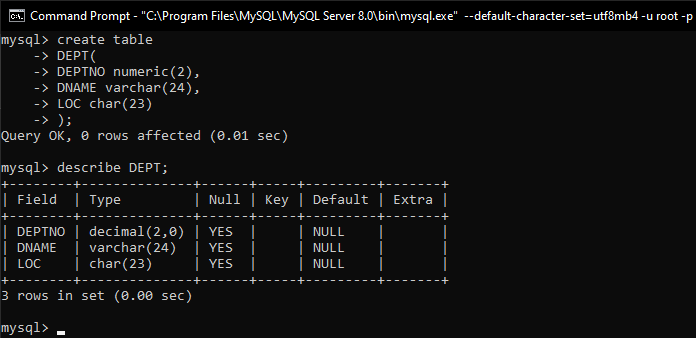 Command Prompt - "C:\Program Files\MySQL\MySQL Server 8.0\bin\mysql.exe"  --default-character-set=utf8mb4 -u root -p
mysql> create table
    -> DEPT(
    -> DEPTNO numeric(2),
    -> DNAME varchar(24),
    -> LOC char(23)
    -> );
Query OK, 0 rows affected (0.01 sec)
mysql> describe DEPT;
+--------+--------------+------+-----+---------+-------+
| Field  | Type         | Null | Key | Default | Extra |
+--------+--------------+------+-----+---------+-------+
| DEPTNO | decimal(2,0) | YES  |     | NULL    |       |
| DNAME  | varchar(24)  | YES  |     | NULL    |       |
| LOC    | char(23)     | YES  |     | NULL    |       |
+--------+--------------+------+-----+---------+-------+
3 rows in set (0.00 sec)
mysql> _